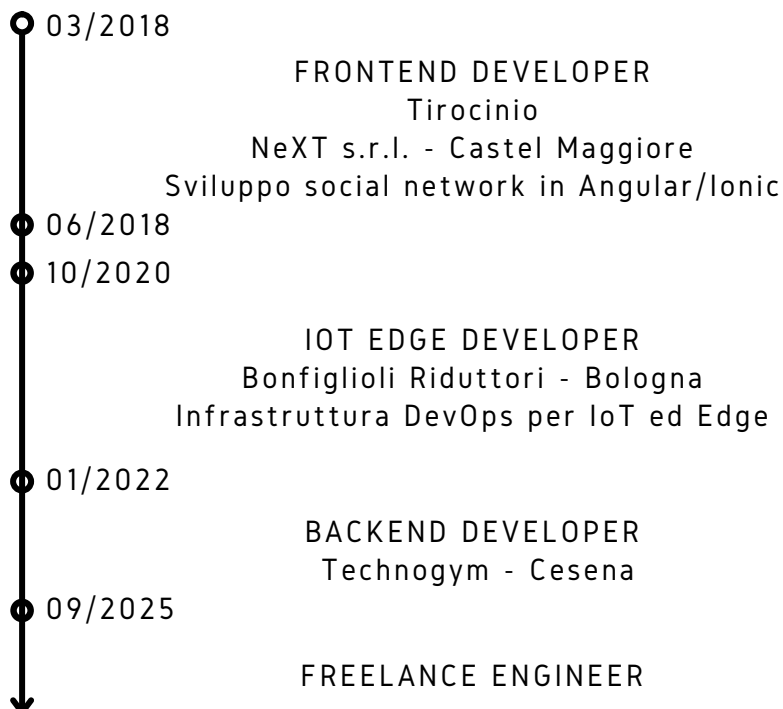 03/2018
FRONTEND DEVELOPER
Tirocinio
NeXT s.r.l. - Castel Maggiore
Sviluppo social network in Angular/Ionic
06/2018
10/2020
IOT EDGE DEVELOPER
Bonfiglioli Riduttori - Bologna
Infrastruttura DevOps per IoT ed Edge
01/2022
BACKEND DEVELOPER
Technogym - Cesena
09/2025
FREELANCE ENGINEER